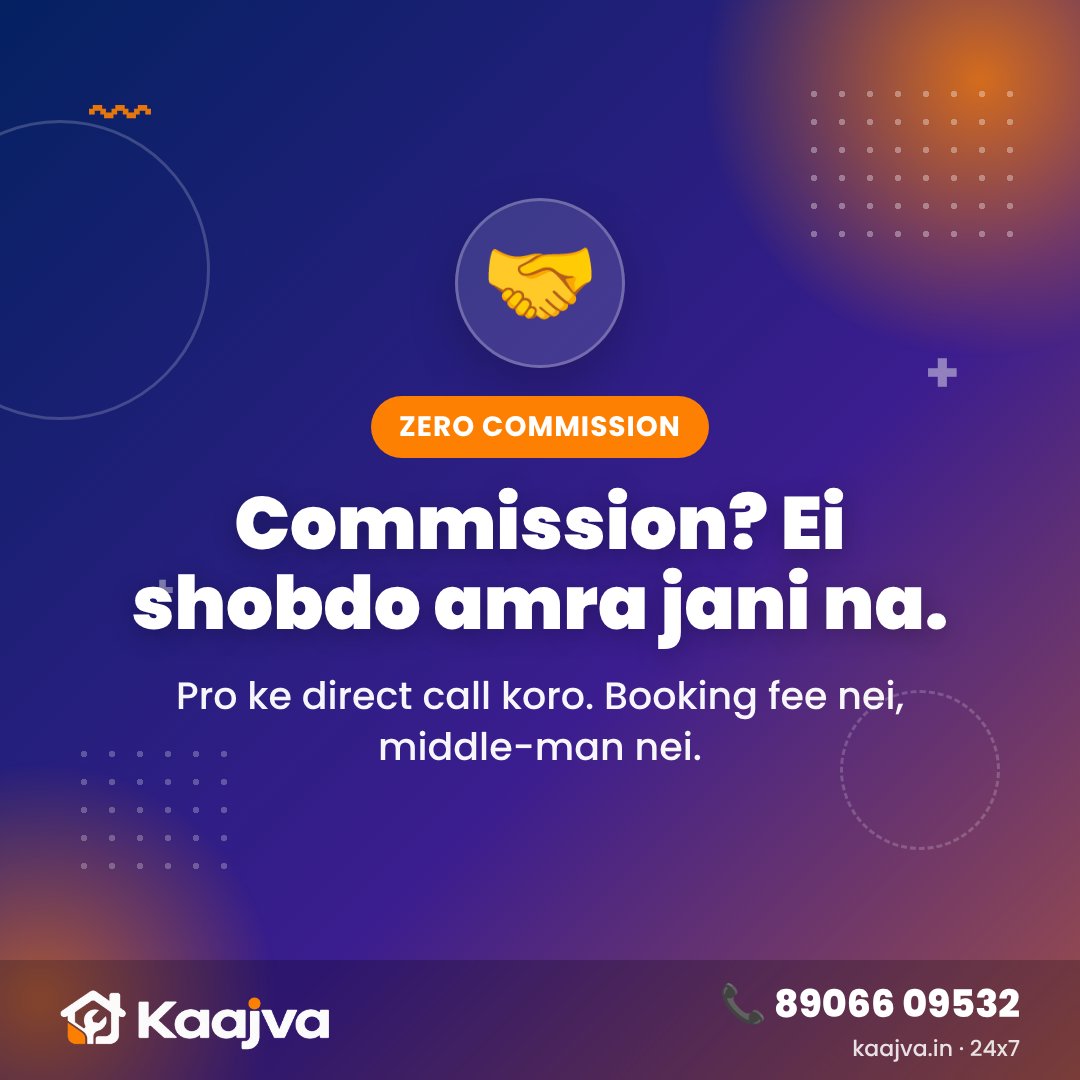 ZERO COMMISSION
Commission? Ei
shobdo amra jani na.
Pro ke direct call koro. Booking fee nei,
middle-man nei.
Kaajva
89066 09532
kaajva.in · 24x7